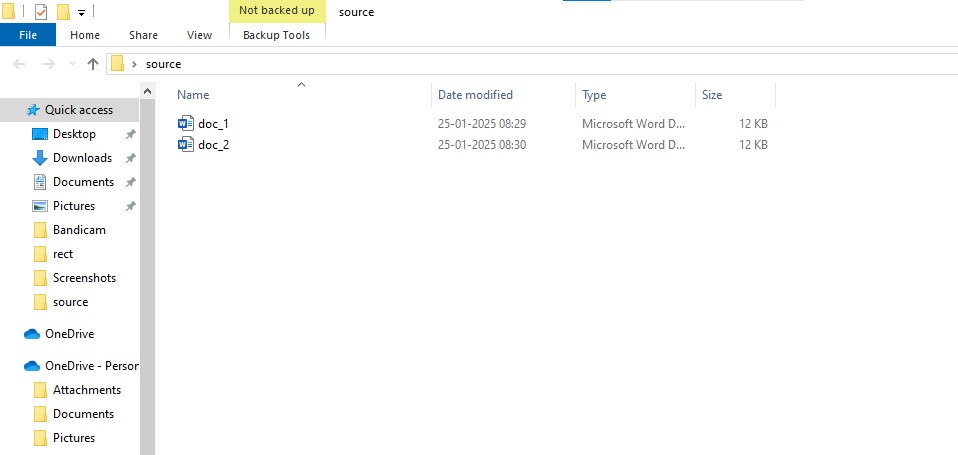 Not backed up source
File Home Share View Backup Tools
source
Name Date modified Type Size
Quick access
Desktop
Downloads
Documents
Pictures
Bandicam
rect
Screenshots
source
OneDrive
OneDrive - Person
Attachments
Documents
Pictures
doc_1 25-01-2025 08:29 Microsoft Word D... 12 KB
doc_2 25-01-2025 08:30 Microsoft Word D... 12 KB